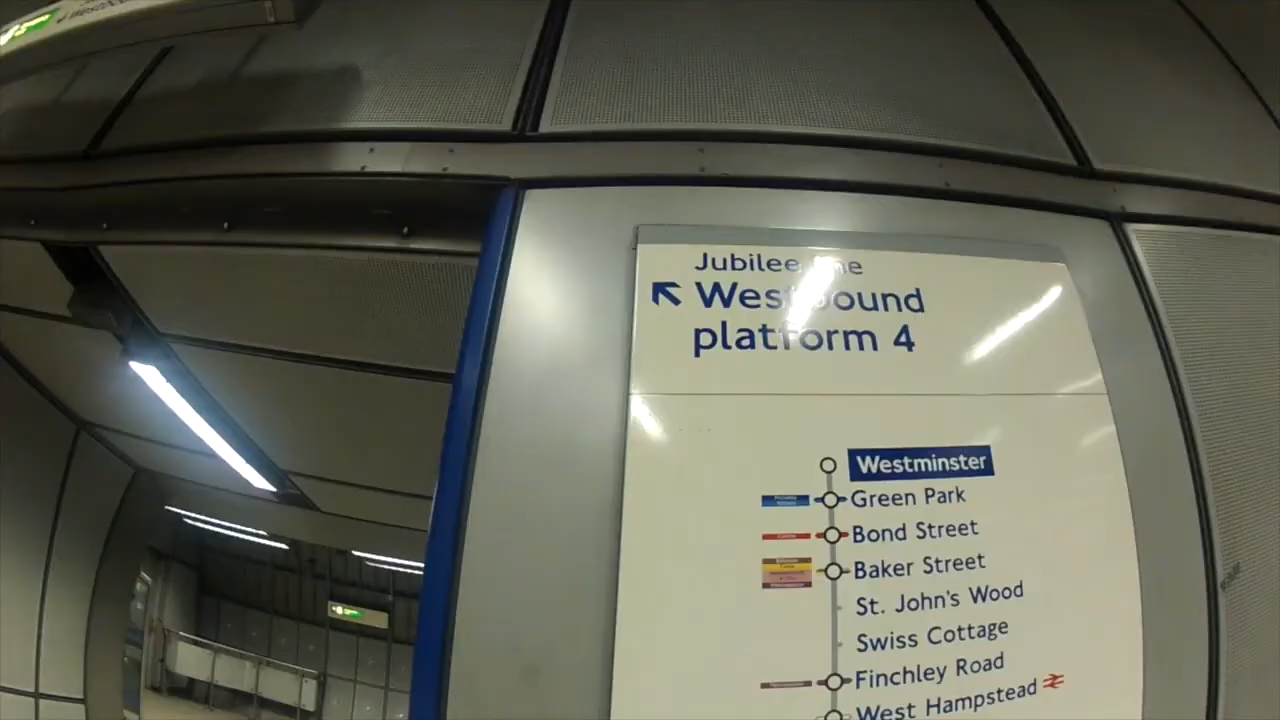 Jubilee line
Westbound
platform 4
Westminster
Green Park
Bond Street
Baker Street
St. John's Wood
Swiss Cottage
Finchley Road
West Hampstead